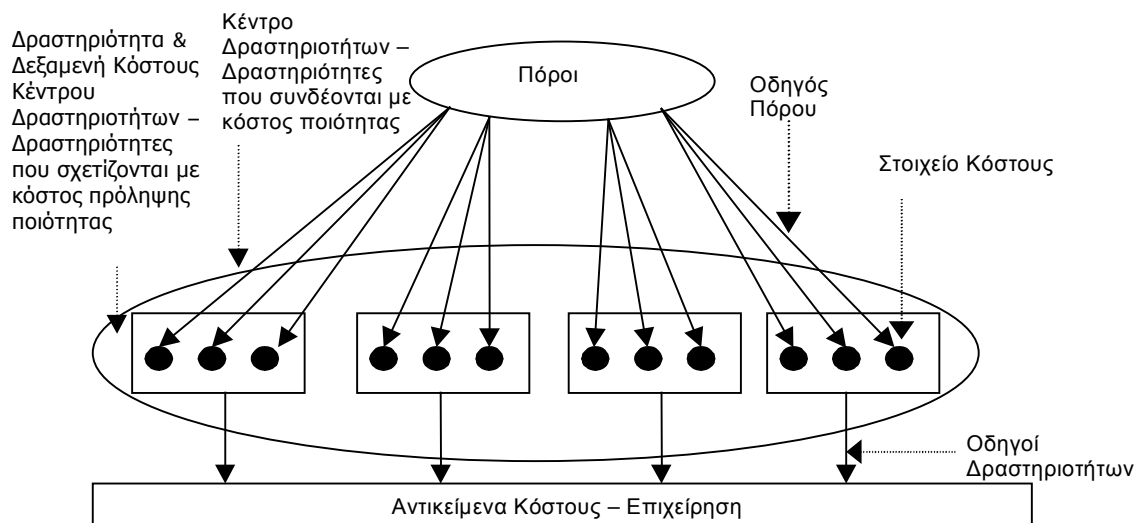 Δραστηριότητα &
Δεξαμενή Κόστους
Κέντρου
Δραστηριοτήτων –
Δραστηριότητες
που σχετίζονται με
κόστος πρόληψης
ποιότητας
Κέντρο
Δραστηριοτήτων –
Δραστηριότητες
που συνδέονται με
κόστος ποιότητας
Πόροι
Οδηγός
Πόρου
Στοιχείο Κόστους
Οδηγοί
Δραστηριοτήτων
Αντικείμενα Κόστους – Επιχείρηση